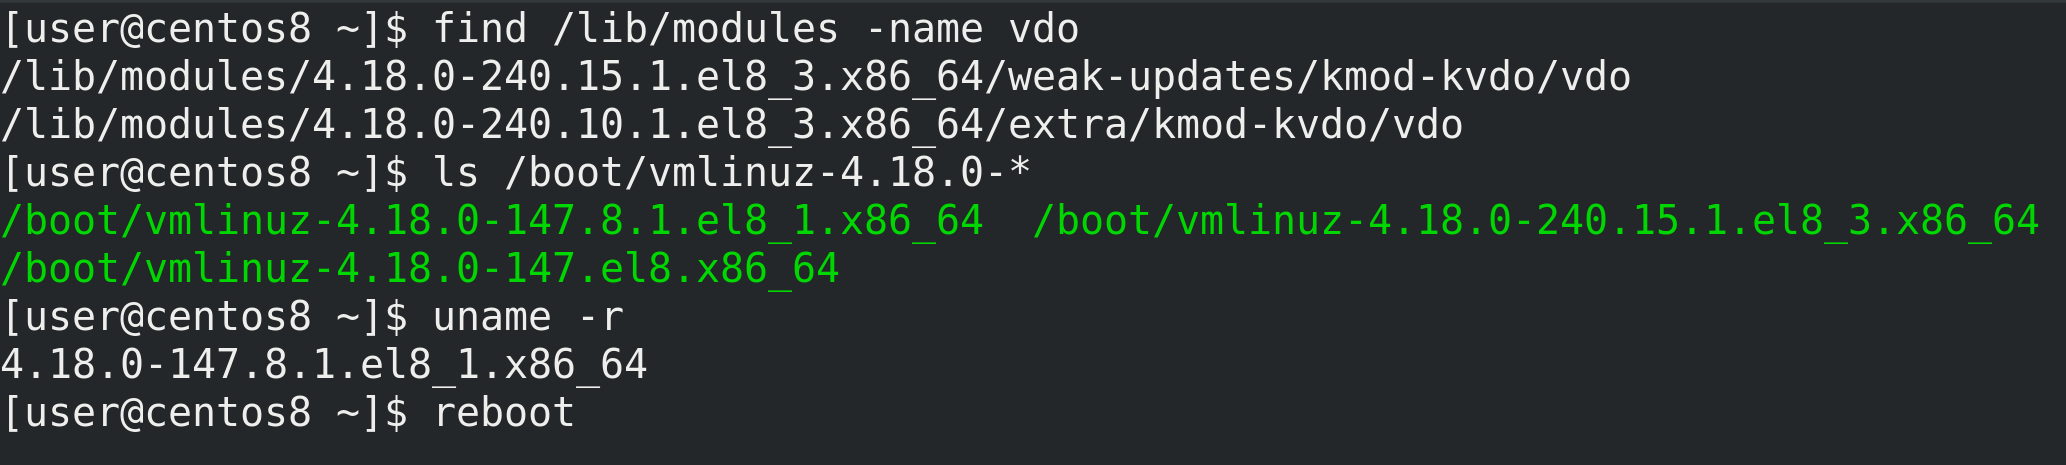 [user@centos8 ~]$ find /lib/modules -name vdo
/lib/modules/4.18.0-240.15.1.el8_3.x86_64/weak-updates/kmod-kvdo/vdo
/lib/modules/4.18.0-240.10.1.el8_3.x86_64/extra/kmod-kvdo/vdo
[user@centos8 ~]$ ls /boot/vmlinuz-4.18.0-*
/boot/vmlinuz-4.18.0-147.8.1.el8_1.x86_64  /boot/vmlinuz-4.18.0-240.15.1.el8_3.x86_64
/boot/vmlinuz-4.18.0-147.el8.x86_64
[user@centos8 ~]$ uname -r
4.18.0-147.8.1.el8_1.x86_64
[user@centos8 ~]$ reboot